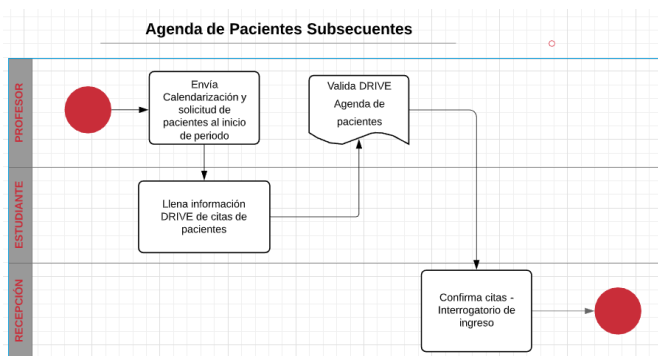 Agenda de Pacientes Subsecuentes
PROFESOR
Envía
Calendarización y
solicitud de
pacientes al inicio
de periodo
Valida DRIVE
Agenda de
pacientes
ESTUDIANTE
Llena información
DRIVE de citas de
pacientes
RECEPCIÓN
Confirma citas -
Interrogatorio de
ingreso